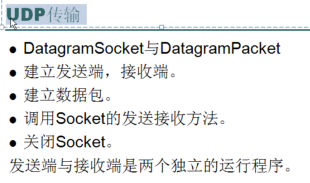 UDP传输
● DatagramSocket与DatagramPacket
● 建立发送端，接收端。
● 建立数据包。
● 调用Socket的发送接收方法。
● 关闭Socket。
发送端与接收端是两个独立的运行程序。